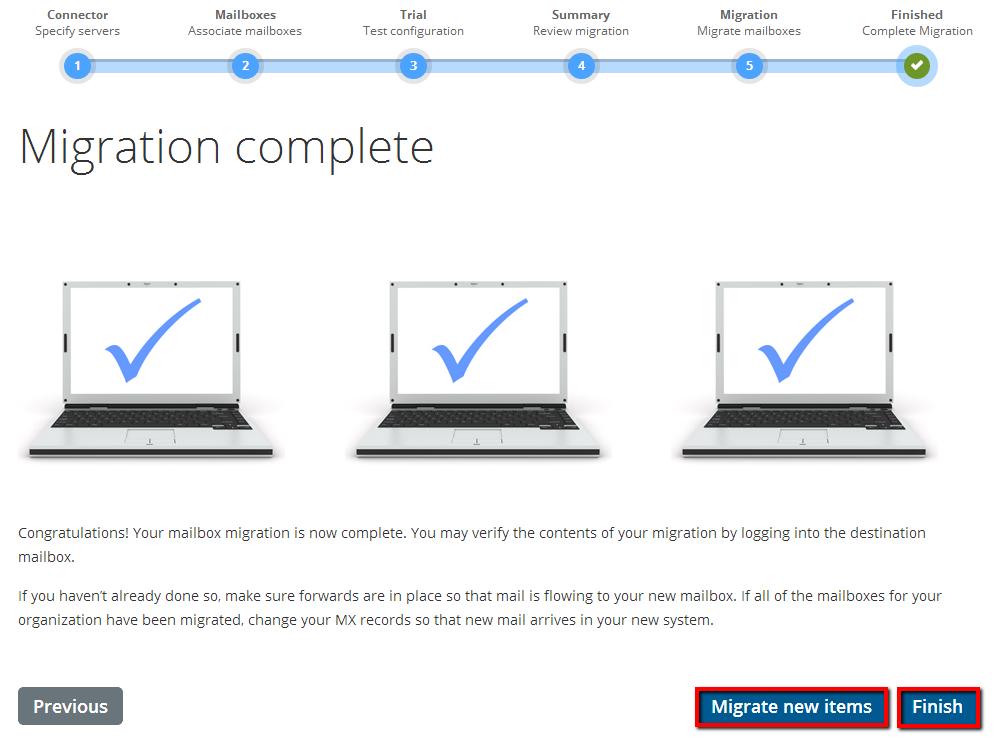 Connector Mailboxes Trial Summary Migration Finished
Specify servers Associate mailboxes Test configuration Review migration Migrate mailboxes Complete Migration
1 2 3 4 5
Migration complete
Congratulations! Your mailbox migration is now complete. You may verify the contents of your migration by logging into the destination
mailbox.
If you haven’t already done so, make sure forwards are in place so that mail is flowing to your new mailbox. If all of the mailboxes for your
organization have been migrated, change your MX records so that new mail arrives in your new system.
Previous Migrate new items Finish